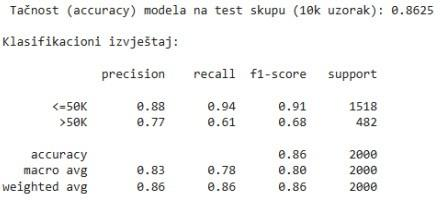 Tačnost (accuracy) modela na test skupu (10k uzorak): 0.8625
Klasifikacioni izvještaj:
precision recall f1-score support
<=50K 0.88 0.94 0.91 1518
>50K 0.77 0.61 0.68 482
accuracy 0.86 2000
macro avg 0.83 0.78 0.80 2000
weighted avg 0.86 0.86 0.86 2000